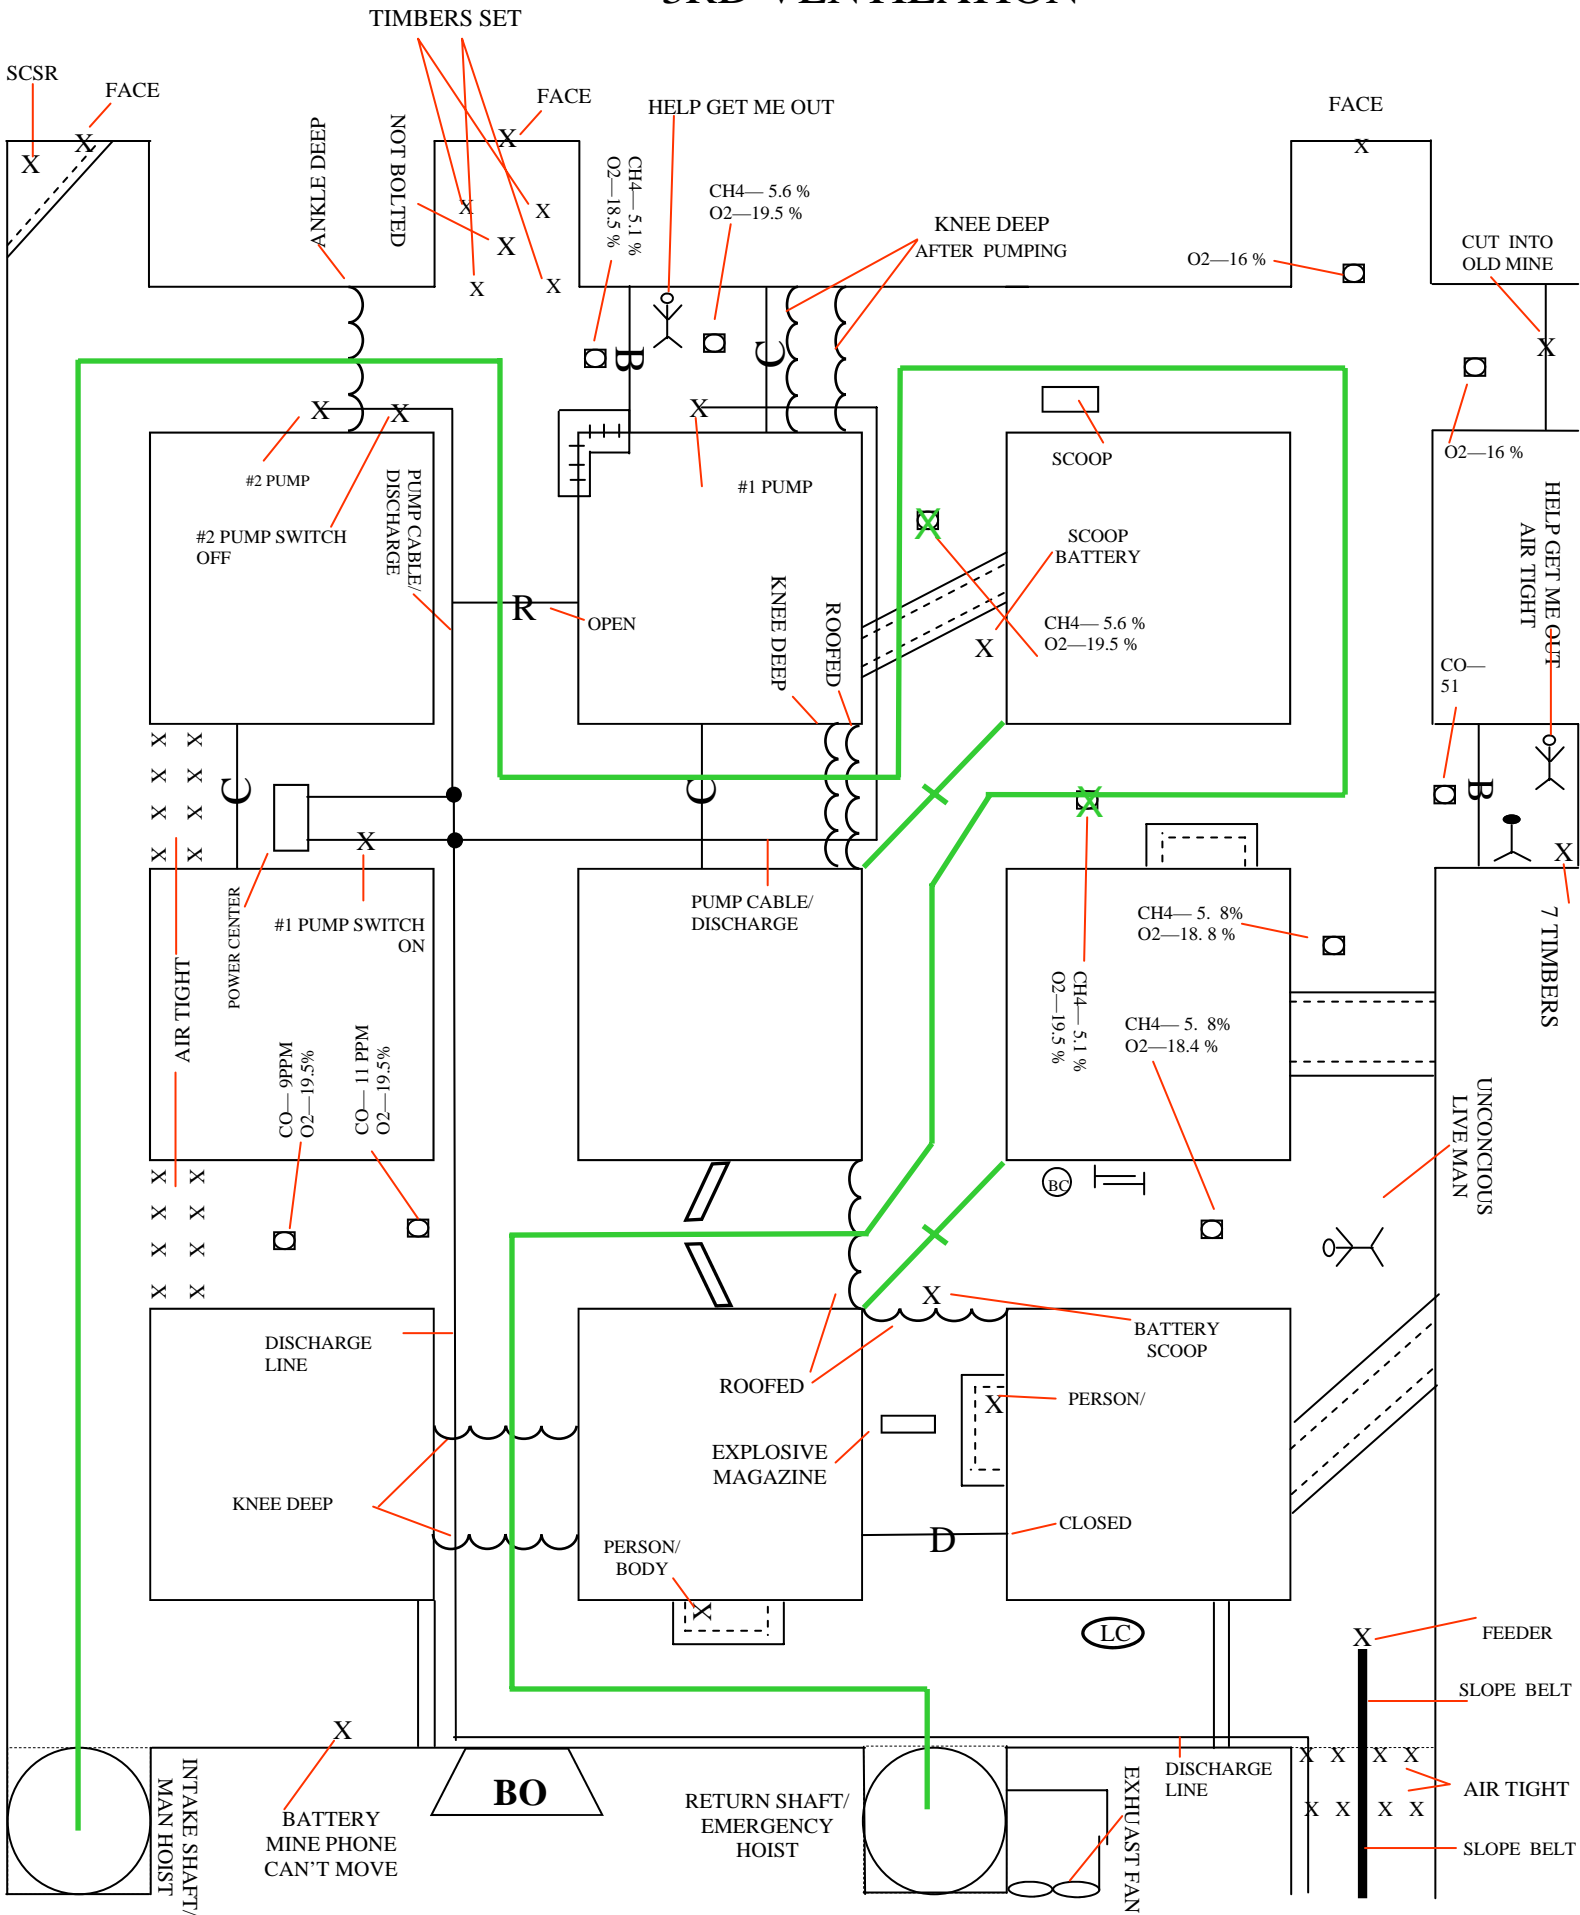 3RD VENTILATION
TIMBERS SET
SCSR
FACE
FACE
HELP GET ME OUT
FACE
ANKLE DEEP
NOT BOLTED
CH4— 5.1 %
O2—18.5 %
CH4— 5.6 %
O2—19.5 %
KNEE DEEP
AFTER PUMPING
O2—16 %
CUT INTO
OLD MINE
X
X
X
X
X
X
X
X
X
X
B
C
X
X
X
X
#2 PUMP
#2 PUMP SWITCH
OFF
PUMP CABLE/
DISCHARGE
#1 PUMP
SCOOP
O2—16 %
SCOOP
BATTERY
HELP GET ME OUT
AIR TIGHT
R
OPEN
KNEE DEEP
ROOFED
CH4— 5.6 %
O2—19.5 %
X
X
CO—
51
X X
X X
X X
X X
C
C
X
X
B
X
AIR TIGHT
POWER CENTER
#1 PUMP SWITCH
ON
PUMP CABLE/
DISCHARGE
CH4— 5. 8%
O2—18. 8 %
7 TIMBERS
CO— 9PPM
O2—19.5%
CO— 11 PPM
O2—19.5%
CH4— 5.1 %
O2—19.5 %
CH4— 5. 8%
O2—18.4 %
UNCONCIOUS
LIVE MAN
X X
X X
X X
X X
BC
X
DISCHARGE
LINE
ROOFED
BATTERY
SCOOP
X
PERSON/
EXPLOSIVE
MAGAZINE
KNEE DEEP
D
CLOSED
PERSON/
BODY
X
LC
X
FEEDER
SLOPE BELT
X
BO
BATTERY
MINE PHONE
CAN'T MOVE
INTAKE SHAFT/
MAN HOIST
RETURN SHAFT/
EMERGENCY
HOIST
EXHUAST FAN
DISCHARGE
LINE
X X X X
X X X X
AIR TIGHT
SLOPE BELT